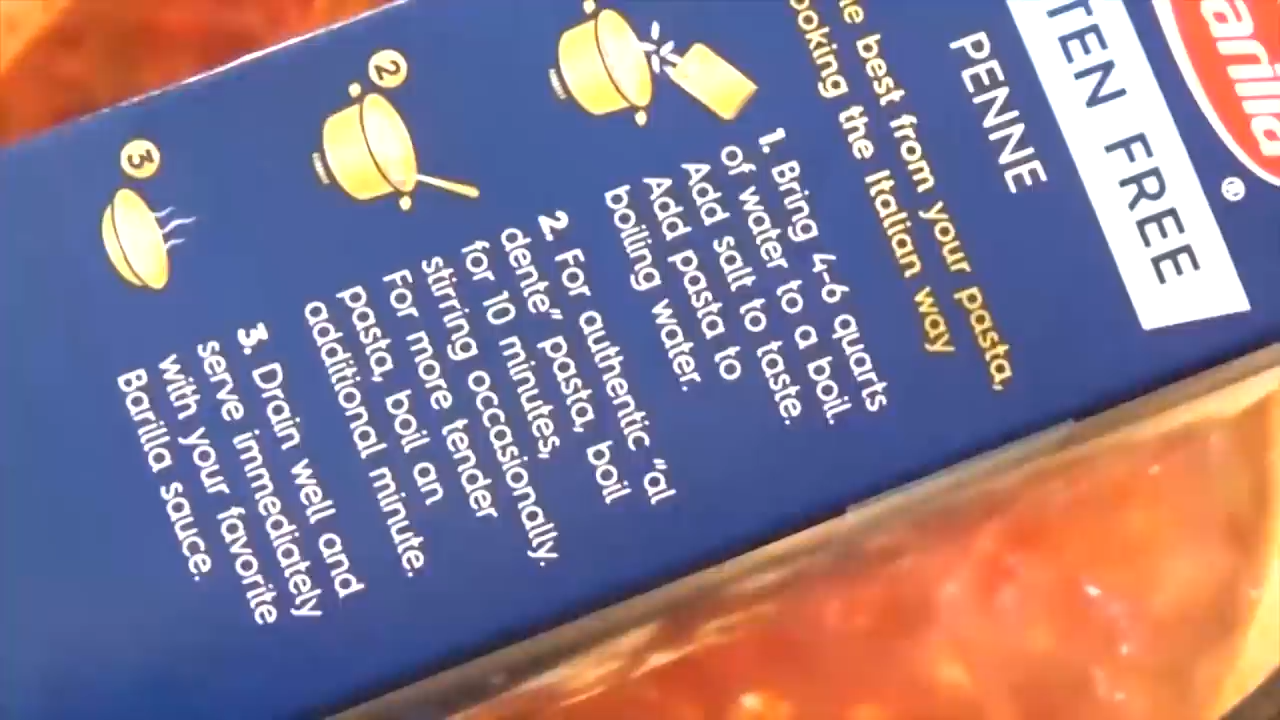 arilla
®
TEN FREE
PENNE
best from your pasta,
the Italian way
1. Bring 4-6 quarts
of water to a boil.
Add salt to taste.
Add pasta to
boiling water.
2
2. For authentic "al
dente" pasta, boil
for 10 minutes,
stirring occasionally.
For more tender
pasta, boil an
additional minute.
3
3. Drain well and
serve immediately
with your favorite
Barilla sauce.